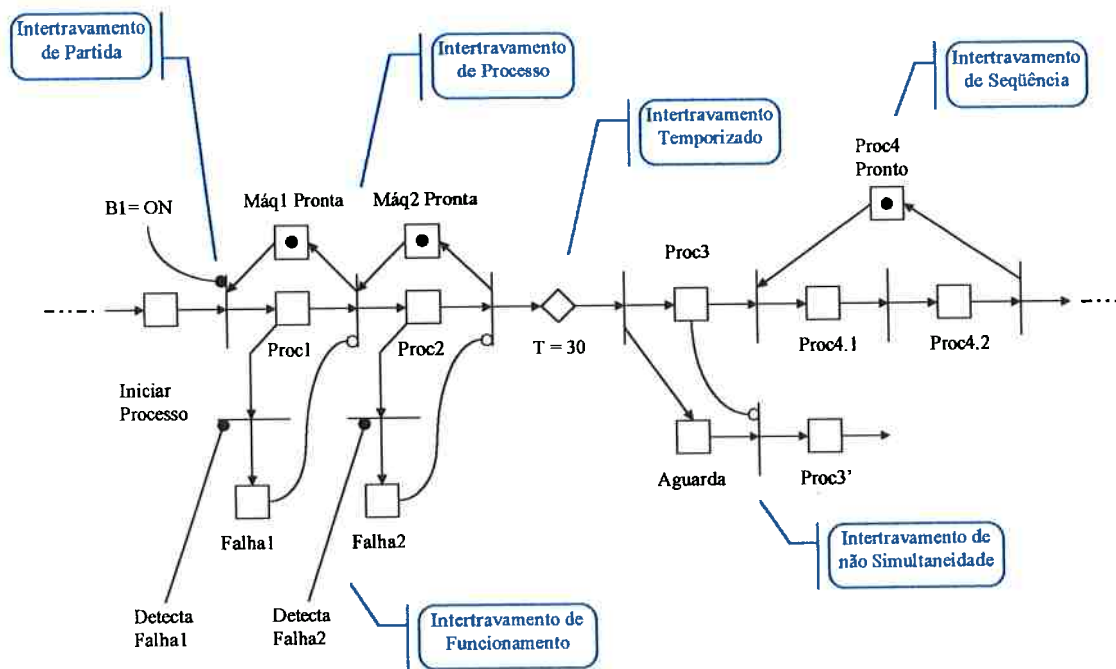 Intertravamento
de Partida
Intertravamento
de Processo
Intertravamento
de Seqüência
Intertravamento
Temporizado
Proc4
Pronto
B1= ON
Máq1 Pronta
Máq2 Pronta
Proc3
Proc1
Proc2
T = 30
Proc4.1
Proc4.2
Iniciar
Processo
Aguarda
Proc3’
Falha1
Falha2
Intertravamento de
não Simultaneidade
Detecta
Falha1
Detecta
Falha2
Intertravamento de
Funcionamento